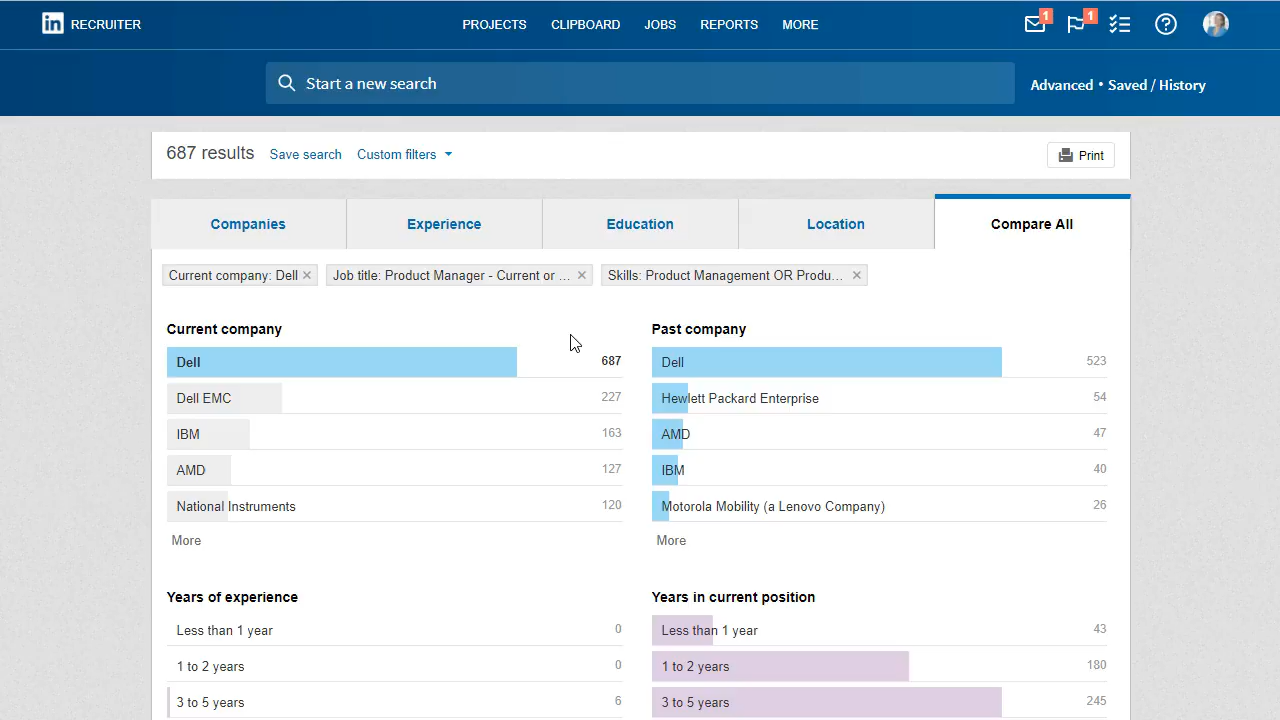 in RECRUITER PROJECTS CLIPBOARD JOBS REPORTS MORE 1 1
Start a new search Advanced • Saved / History
687 results Save search Custom filters Print
Companies Experience Education Location Compare All
Current company: Dell × Job title: Product Manager - Current or ... × Skills: Product Management OR Produ... ×
Current company
Dell 687
Dell EMC 227
IBM 163
AMD 127
National Instruments 120
More
Past company
Dell 523
Hewlett Packard Enterprise 54
AMD 47
IBM 40
Motorola Mobility (a Lenovo Company) 26
More
Years of experience
Less than 1 year 0
1 to 2 years 0
3 to 5 years 6
Years in current position
Less than 1 year 43
1 to 2 years 180
3 to 5 years 245